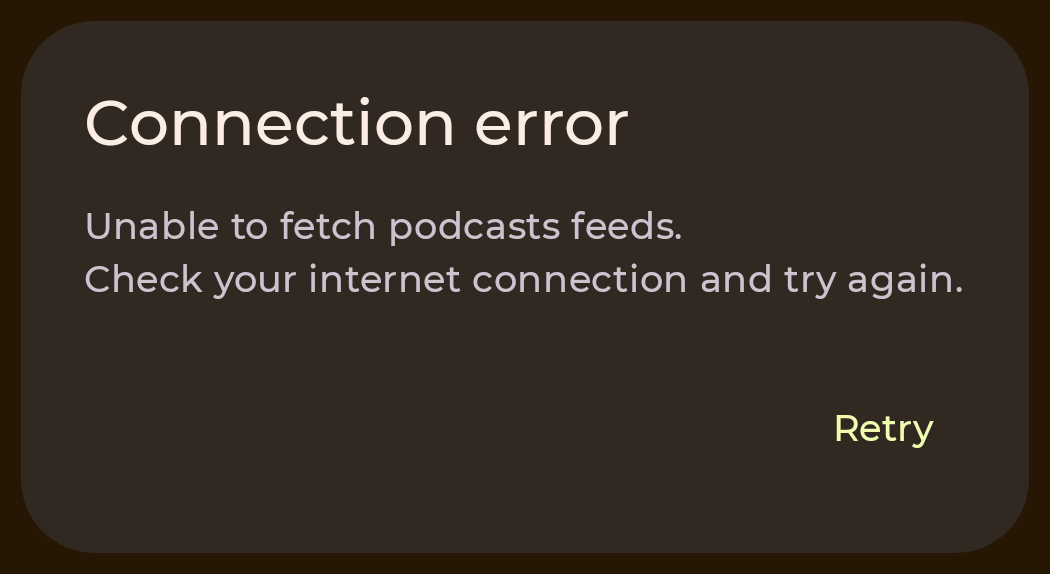 Connection error
Unable to fetch podcasts feeds.
Check your internet connection and try again.
Retry